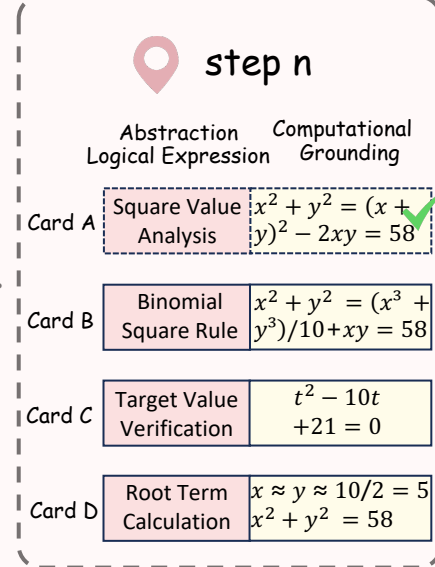 step n
Abstraction Logical Expression
Computational Grounding
Card A
Square Value Analysis
x² + y² = (x + y)² − 2xy = 58
Card B
Binomial Square Rule
x² + y² = (x³ + y³)/10+xy = 58
Card C
Target Value Verification
t² − 10t +21 = 0
Card D
Root Term Calculation
x ≈ y ≈ 10/2 = 5
x² + y² = 58